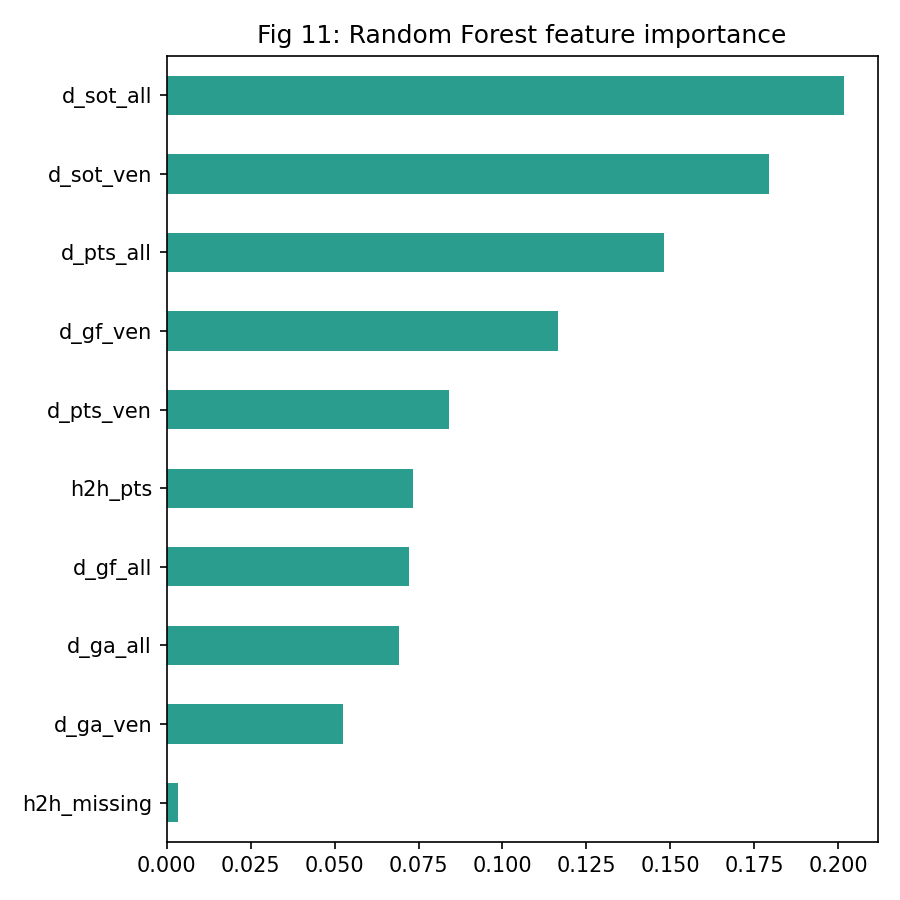 Fig 11: Random Forest feature importance
d_sot_all
d_sot_ven
d_pts_all
d_gf_ven
d_pts_ven
h2h_pts
d_gf_all
d_ga_all
d_ga_ven
h2h_missing
0.000 0.025 0.050 0.075 0.100 0.125 0.150 0.175 0.200